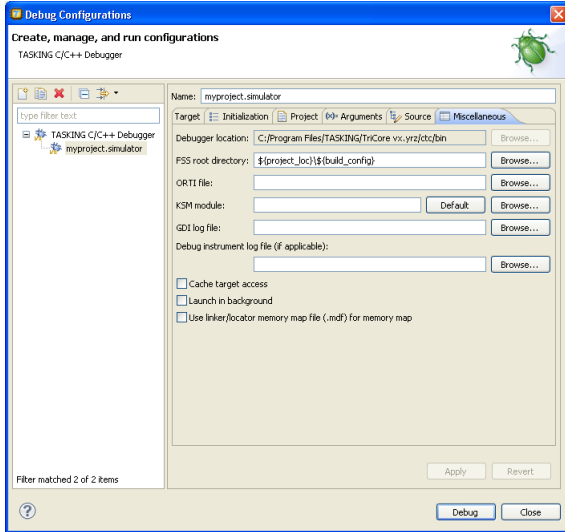 Debug Configurations
Create, manage, and run configurations
TASKING C/C++ Debugger
type filter text
TASKING C/C++ Debugger
myproject.simulator
Filter matched 2 of 2 items
Name: myproject.simulator
Target Initialization Project (x)= Arguments Source Miscellaneous
Debugger location: C:/Program Files/TASKING/TriCore vx.yrz/ctc/bin Browse...
FSS root directory: ${project_loc}\${build_config} Browse...
ORTI file: Browse...
KSM module: Default Browse...
GDI log file: Browse...
Debug instrument log file (if applicable):
Browse...
Cache target access
Launch in background
Use linker/locator memory map file (.mdf) for memory map
Apply Revert
? Debug Close